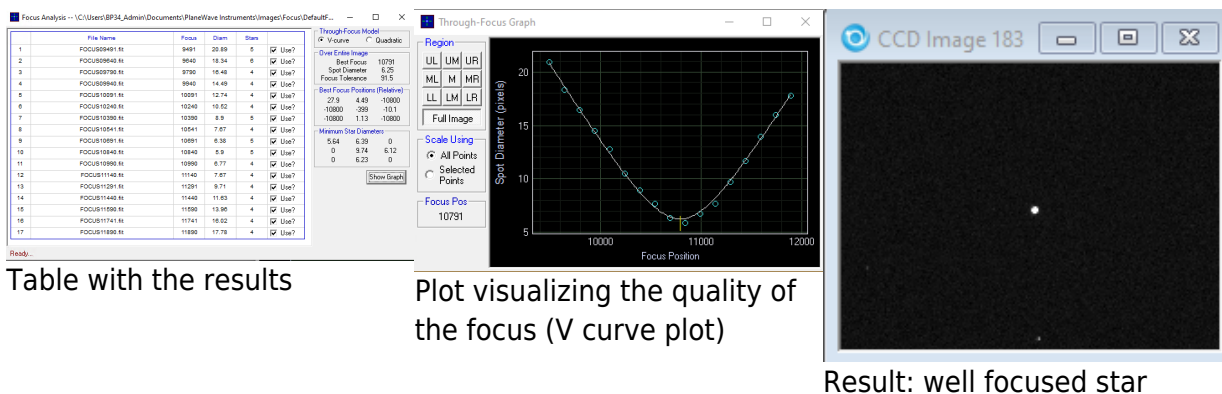 Focus Analysis -- \C:\Users\BP34_Admin\Documents\PlaneWave Instruments\Images\Focus\DefaultF...
File Name Focus Diam Stars
1 FOCUS09491.fit 9491 20.89 5 Use?
2 FOCUS09640.fit 9640 18.34 6 Use?
3 FOCUS09790.fit 9790 16.48 4 Use?
4 FOCUS09940.fit 9940 14.49 4 Use?
5 FOCUS10091.fit 10091 12.74 4 Use?
6 FOCUS10240.fit 10240 10.52 4 Use?
7 FOCUS10390.fit 10390 8.9 5 Use?
8 FOCUS10541.fit 10541 7.67 4 Use?
9 FOCUS10691.fit 10691 6.38 5 Use?
10 FOCUS10840.fit 10840 5.9 5 Use?
11 FOCUS10990.fit 10990 6.77 4 Use?
12 FOCUS11140.fit 11140 7.67 4 Use?
13 FOCUS11291.fit 11291 9.71 4 Use?
14 FOCUS11440.fit 11440 11.63 4 Use?
15 FOCUS11590.fit 11590 13.96 4 Use?
16 FOCUS11741.fit 11741 16.02 4 Use?
17 FOCUS11890.fit 11890 17.78 4 Use?
Ready...
Through-Focus Model
V-curve Quadratic
Over Entire Image
Best Focus 10791
Spot Diameter 6.25
Focus Tolerance 91.5
Best Focus Positions (Relative)
27.9 4.49 -10800
-10800 -399 -10.1
-10800 1.13 -10800
Minimum Star Diameters
5.64 6.39 0
0 9.74 6.12
0 6.23 0
Show Graph
Table with the results
Through-Focus Graph
Region
UL UM UR
ML M MR
LL LM LR
Full Image
Scale Using
All Points
Selected
Points
Focus Pos
10791
Spot Diameter (pixels)
20
15
10
5
10000 11000 12000
Focus Position
Plot visualizing the quality of
the focus (V curve plot)
CCD Image 183
Result: well focused star